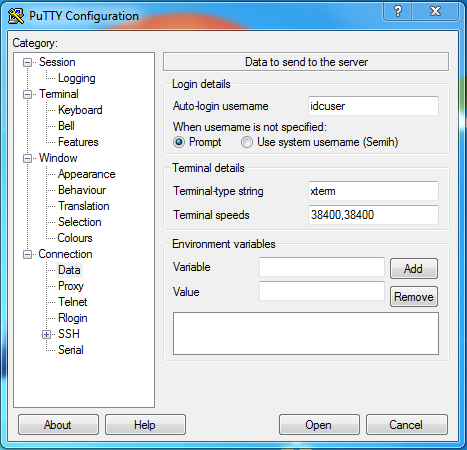 PuTTY Configuration
Category:
Session
Logging
Terminal
Keyboard
Bell
Features
Window
Appearance
Behaviour
Translation
Selection
Colours
Connection
Data
Proxy
Telnet
Rlogin
SSH
Serial
Data to send to the server
Login details
Auto-login username idcuser
When username is not specified:
Prompt Use system username (Semih)
Terminal details
Terminal-type string xterm
Terminal speeds 38400,38400
Environment variables
Variable Add
Value Remove
About Help Open Cancel